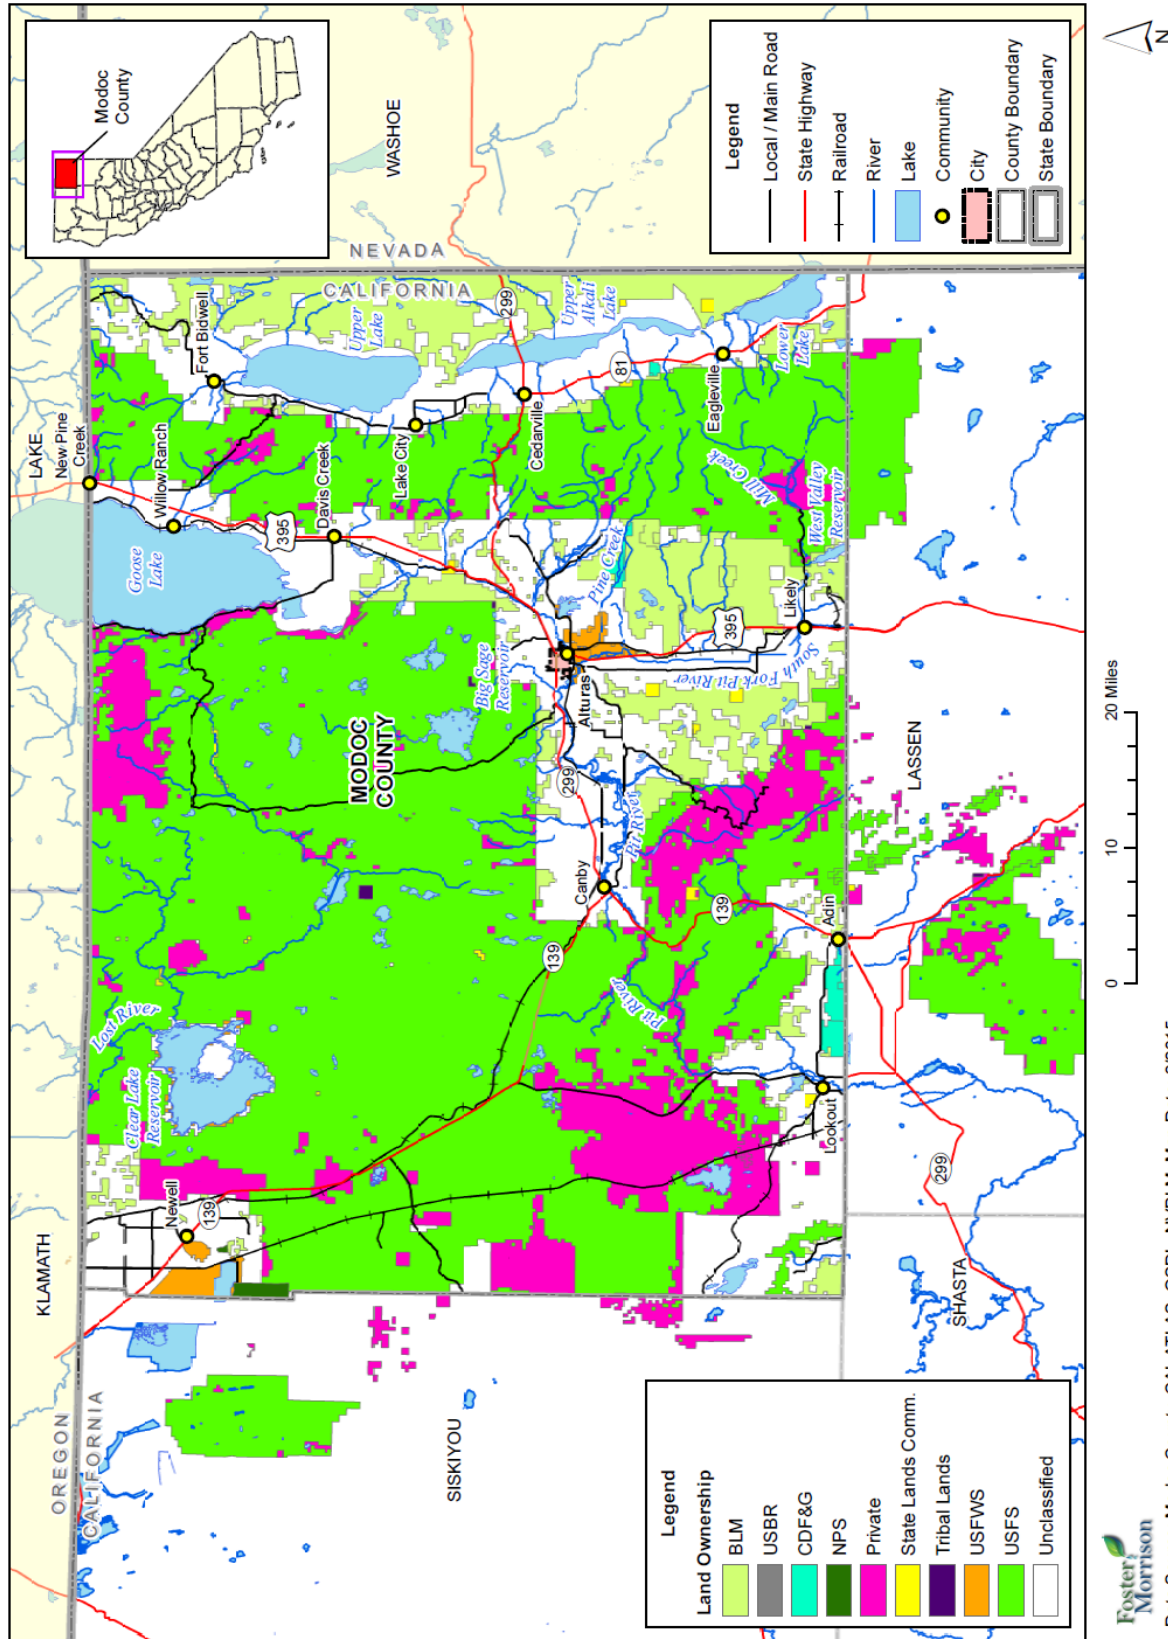 Modoc
County
LAKE
New Pine
Creek
KLAMATH
OREGON
CALIFORNIA
NEVADA
CALIFORNIA
WASHOE
Fort Bidwell
Willow Ranch
Goose
Lake
Upper
Lake
395
Davis Creek
Lake City
299
Cedarville
Upper
Alkali
Lake
81
Eagleville
Lower
Lake
Mill Creek
West Valley
Reservoir
Pine Creek
Likely
395
South Fork Pit River
Big Sage
Reservoir
Alturas
MODOC
COUNTY
299
Pit River
Canby
139
139
Adin
Pit River
Lost River
Clear Lake
Reservoir
Newell
139
Lookout
299
SISKIYOU
SHASTA
LASSEN
Legend
Local / Main Road
State Highway
Railroad
River
Lake
Community
City
County Boundary
State Boundary
Legend
Land Ownership
BLM
USBR
CDF&G
NPS
Private
State Lands Comm.
Tribal Lands
USFWS
USFS
Unclassified
0 10 20 Miles
N
Foster
Morrison